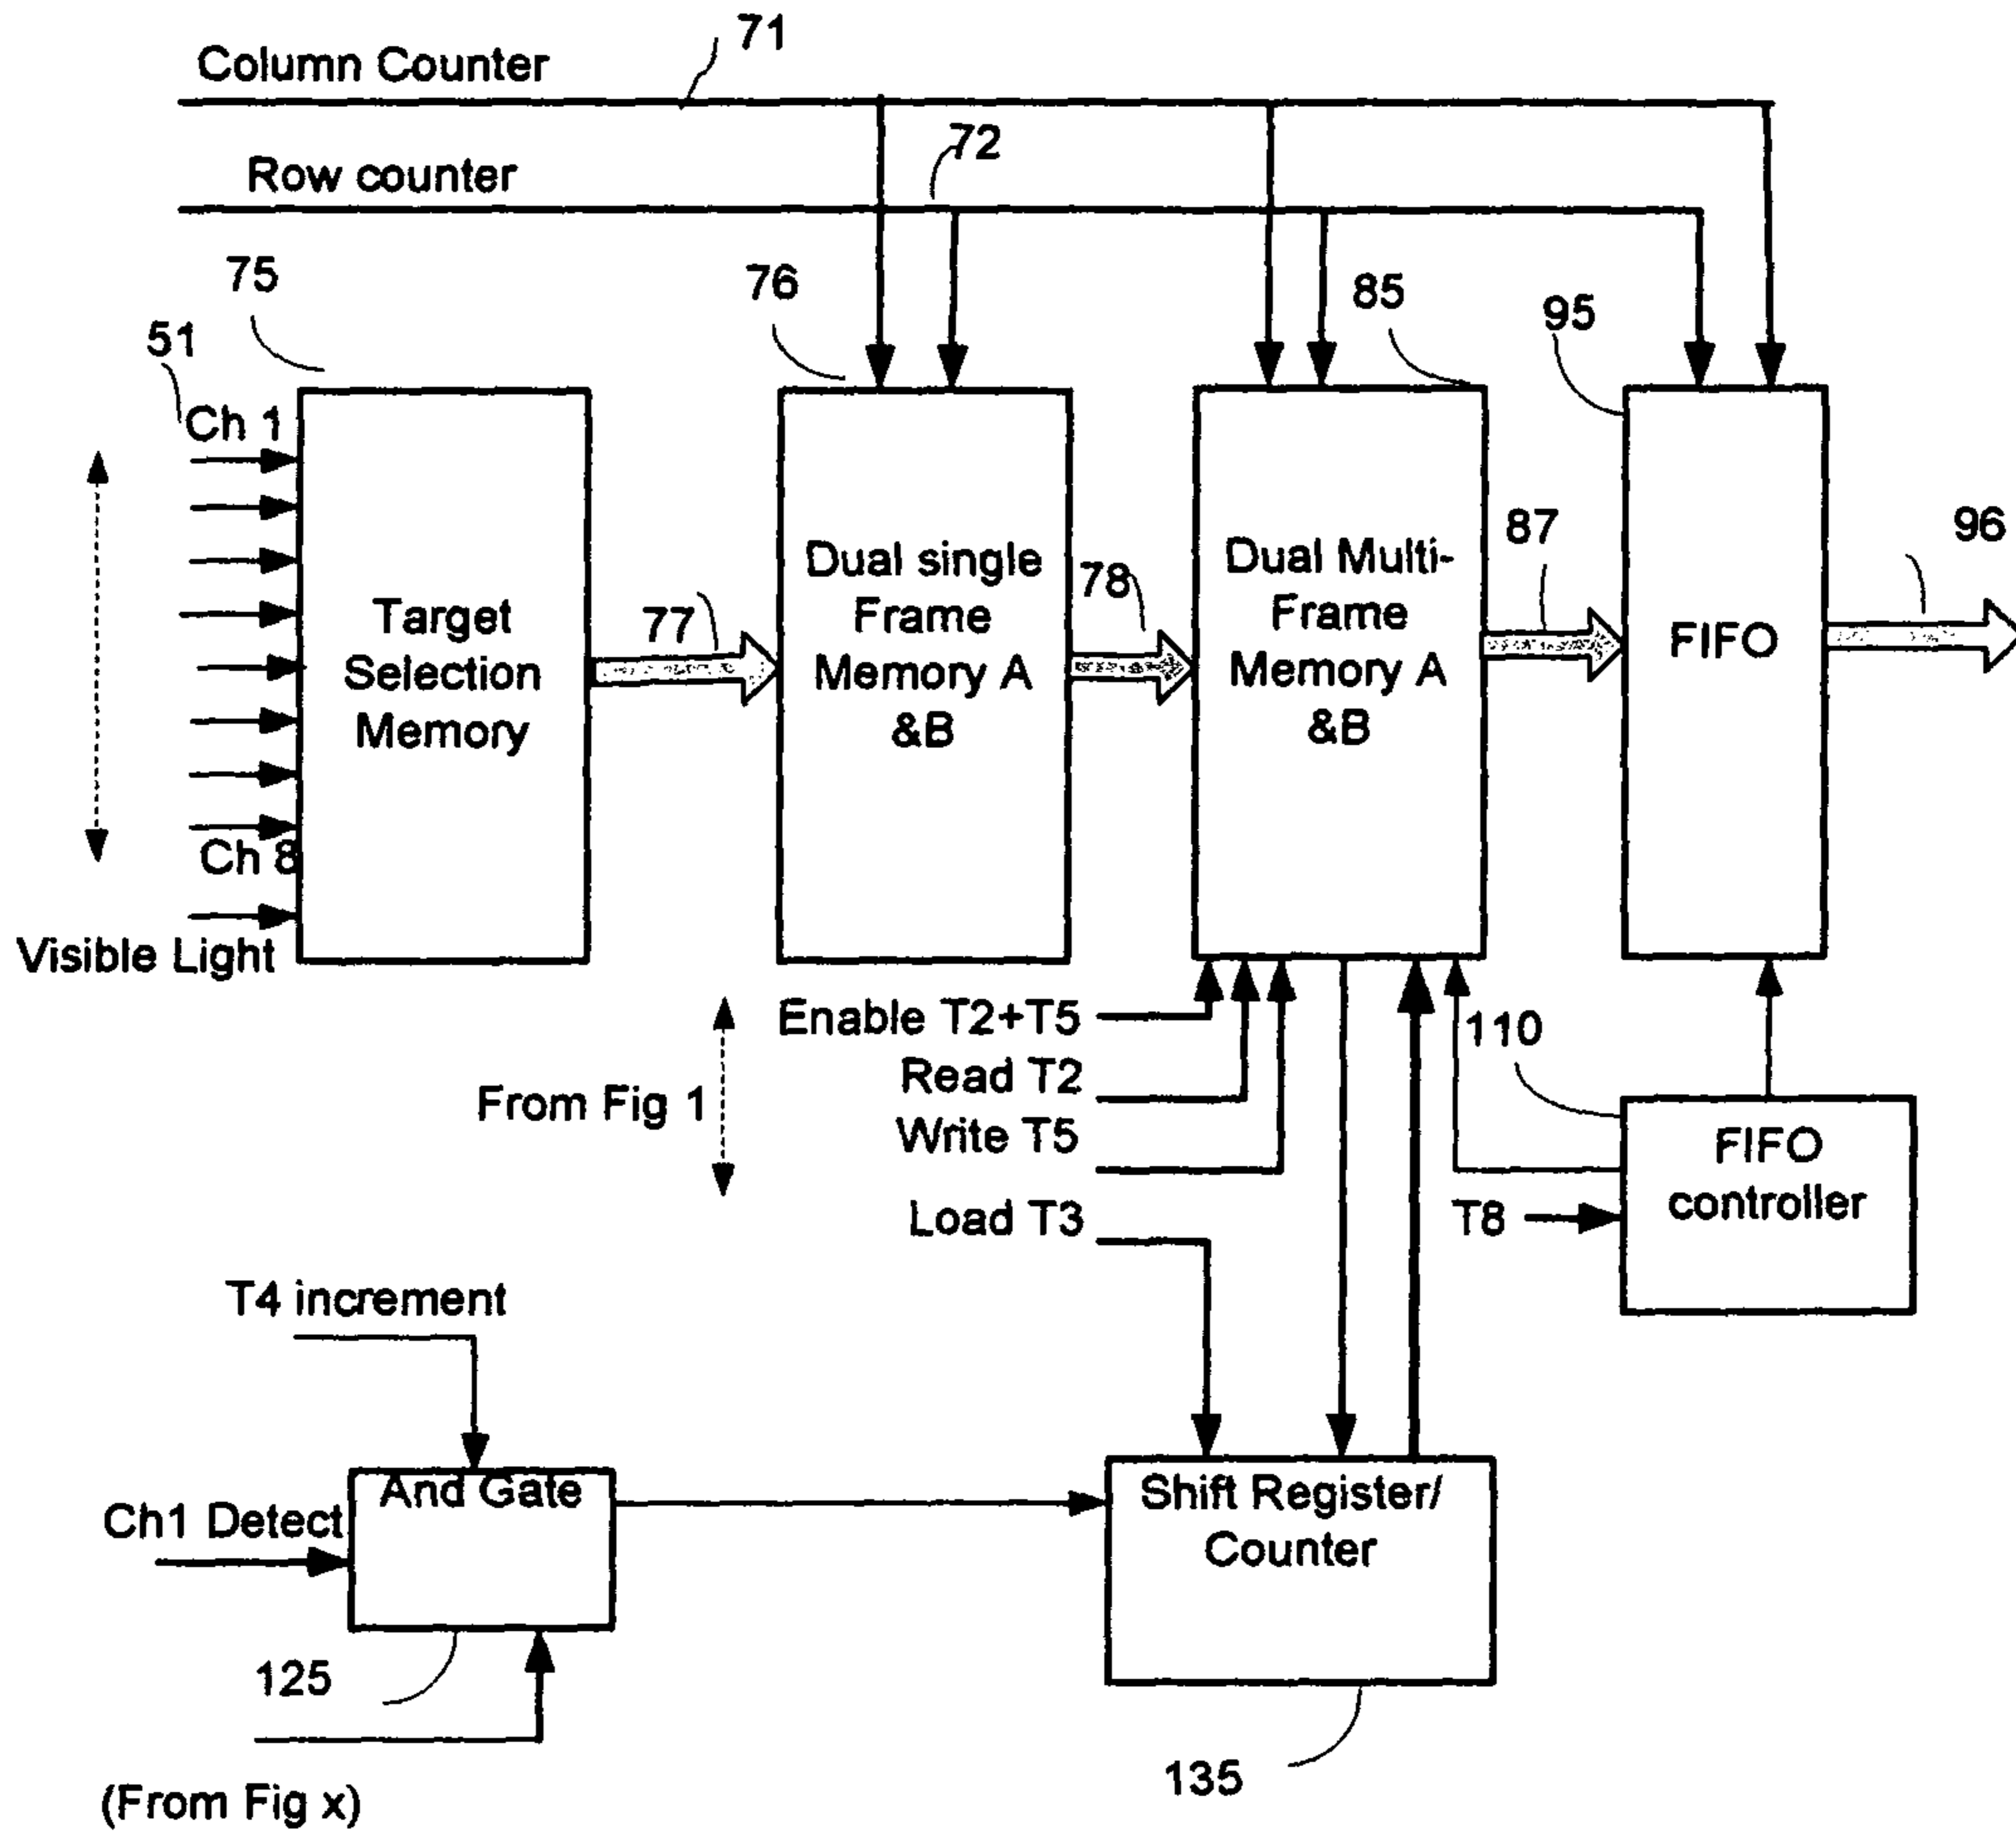 71
Column Counter
72
Row counter
75
76
85
95
51
Ch 1
Ch 8
Visible Light
Target
Selection
Memory
77
Dual single
Frame
Memory A
&B
78
Dual Multi-
Frame
Memory A
&B
87
FIFO
96
Enable T2+T5
Read T2
From Fig 1
Write T5
Load T3
110
FIFO
controller
T8
T4 increment
And Gate
Ch1 Detect
125
(From Fig x)
Shift Register/
Counter
135